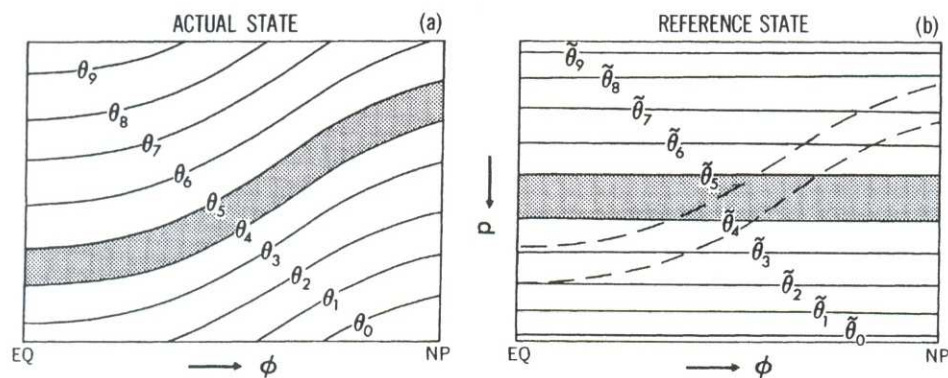 ACTUAL STATE (a)
θ9
θ8
θ7
θ6
θ5
θ4
θ3
θ2
θ1
θ0
EQ → ϕ NP
REFERENCE STATE (b)
θ̃9
θ̃8
θ̃7
θ̃6
θ̃5
θ̃4
θ̃3
θ̃2
θ̃1
θ̃0
p
EQ → ϕ NP